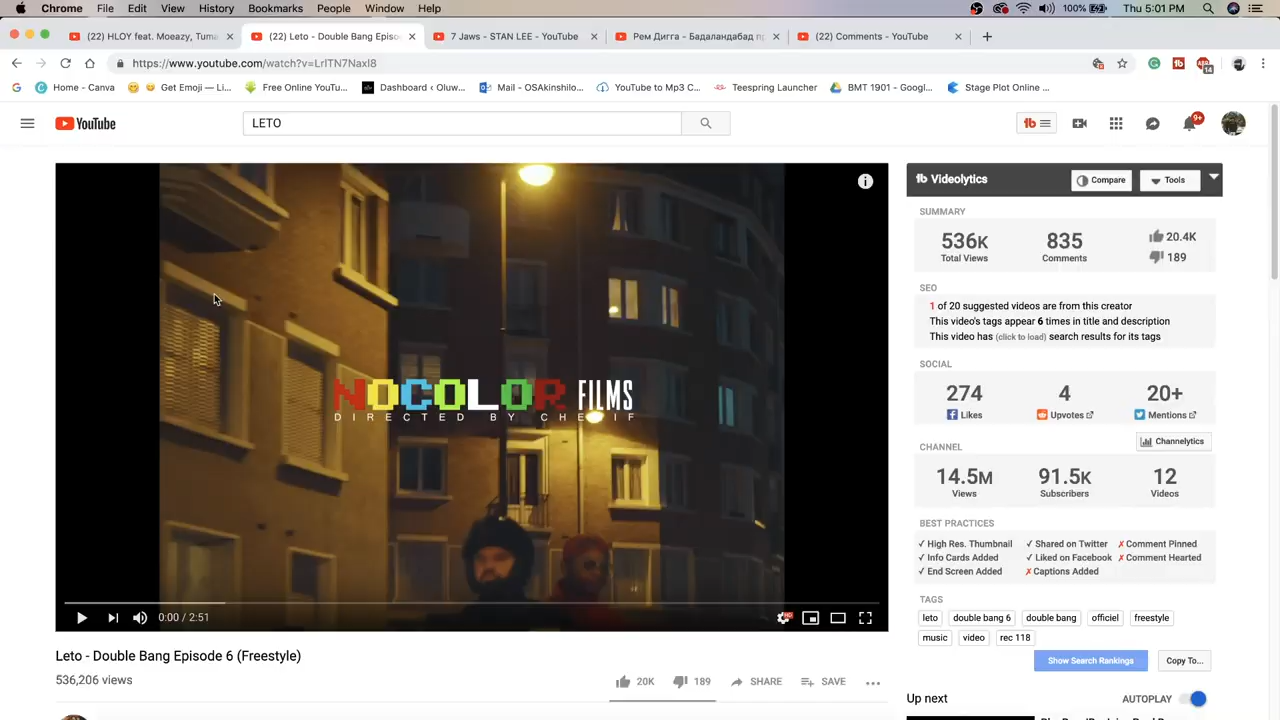 Chrome File Edit View History Bookmarks People Window Help 100% Thu 5:01 PM
(22) HLOY feat. Moeazy, Tuma (22) Leto - Double Bang Episo 7 Jaws - STAN LEE - YouTube Рем Дигга - Бадаландабад п (22) Comments - YouTube
https://www.youtube.com/watch?v=LrITN7NaxI8 14
Home - Canva Get Emoji — Li... Free Online YouTu... Dashboard ‹ Oluw... Mail - OSAkinshilo... YouTube to Mp3 C... Teespring Launcher BMT 1901 - Googl... Stage Plot Online ...
YouTube LETO tb 9+
NOCOLOR FILMS
DIRECTED BY CHERIF
0:00 / 2:51 HD
Leto - Double Bang Episode 6 (Freestyle)
536,206 views
20K 189 SHARE SAVE ...
tb Videolytics Compare Tools
SUMMARY
536K 835 20.4K
Total Views Comments 189
SEO
1 of 20 suggested videos are from this creator
This video's tags appear 6 times in title and description
This video has (click to load) search results for its tags
SOCIAL
274 4 20+
Likes Upvotes Mentions
CHANNEL Channelytics
14.5M 91.5K 12
Views Subscribers Videos
BEST PRACTICES
✓ High Res. Thumbnail ✓ Shared on Twitter ✗ Comment Pinned
✓ Info Cards Added ✓ Liked on Facebook ✗ Comment Hearted
✓ End Screen Added ✗ Captions Added
TAGS
leto double bang 6 double bang officiel freestyle
music video rec 118
Show Search Rankings Copy To...
Up next AUTOPLAY